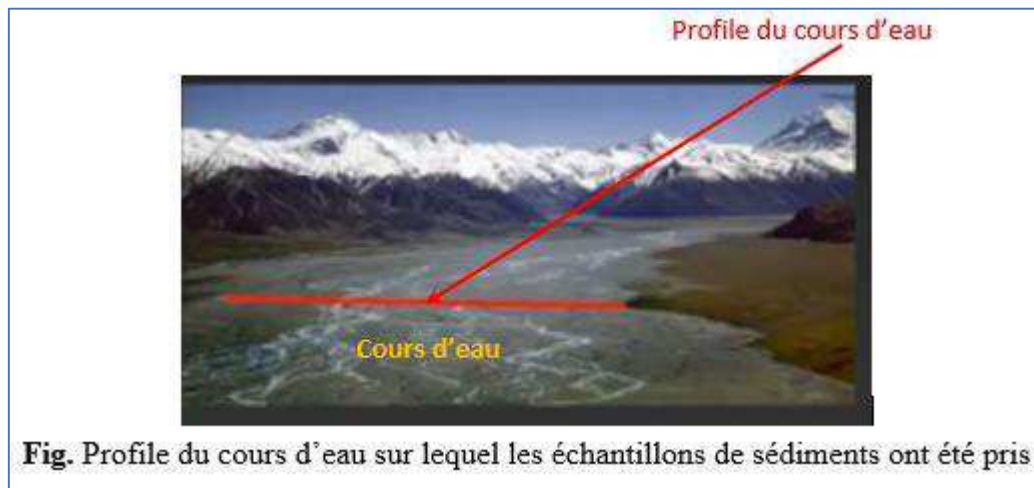 Profile du cours d'eau
Cours d'eau
Fig. Profile du cours d'eau sur lequel les échantillons de sédiments ont été pris